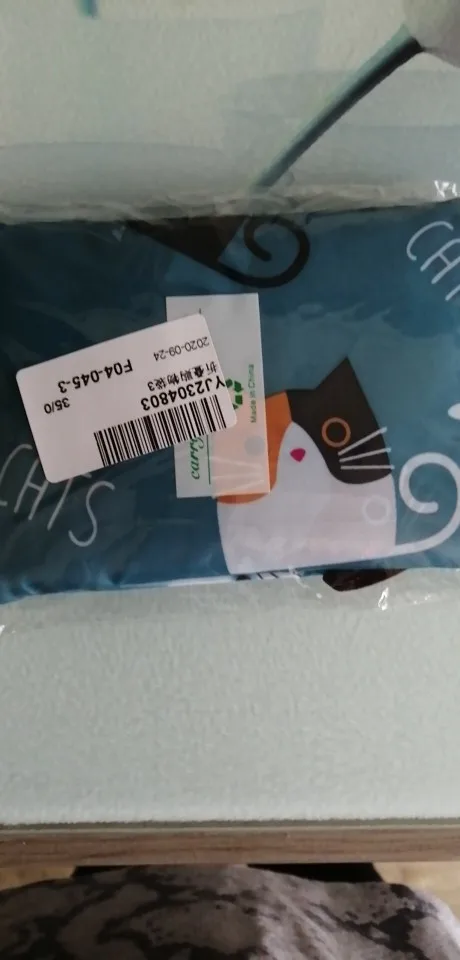 YJ2304803
折叠购物袋3
2020-09-24
F04-045-3
35/0
carry
Made in China
CATS